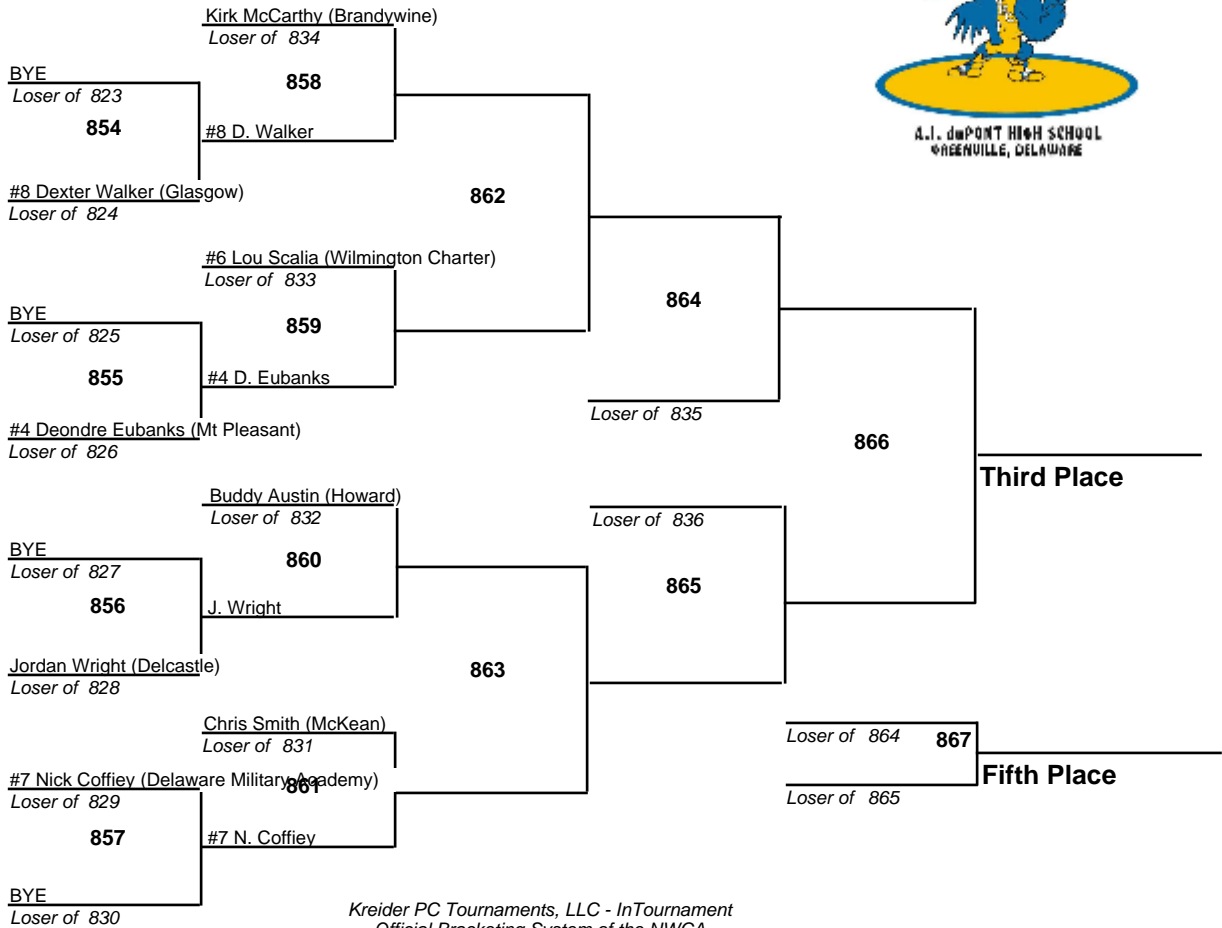 Kirk McCarthy (Brandywine)
Loser of 834
BYE
Loser of 823
858
854
#8 D. Walker
A.I. duPONT HIGH SCHOOL
GREENVILLE, DELAWARE
#8 Dexter Walker (Glasgow)
Loser of 824
862
#6 Lou Scalia (Wilmington Charter)
Loser of 833
BYE
Loser of 825
859
864
855
#4 D. Eubanks
Loser of 835
#4 Deondre Eubanks (Mt Pleasant)
Loser of 826
866
Third Place
Buddy Austin (Howard)
Loser of 832
Loser of 836
BYE
Loser of 827
860
865
856
J. Wright
Jordan Wright (Delcastle)
Loser of 828
863
Chris Smith (McKean)
Loser of 831
Loser of 864
867
#7 Nick Coffiey (Delaware Military Academy)
861
Loser of 829
Fifth Place
Loser of 865
857
#7 N. Coffiey
BYE
Loser of 830
Kreider PC Tournaments, LLC - InTournament
Official Bracketing System of the NWCA